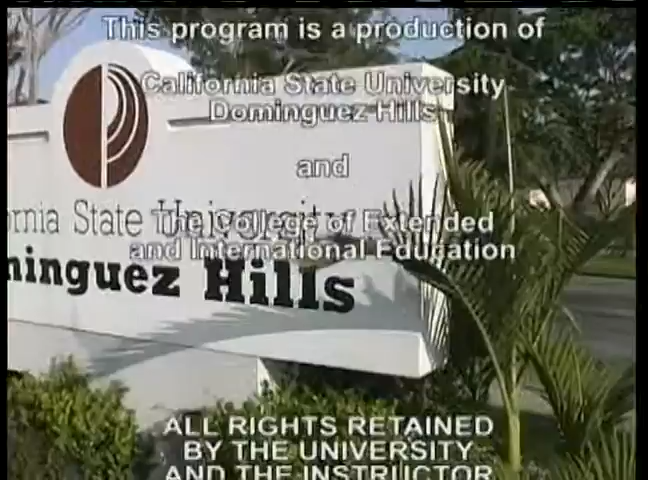 This program is a production of
California State University
Dominguez Hills
and
The College of Extended
and International Education
rnia State University
minguez Hills
ALL RIGHTS RETAINED
BY THE UNIVERSITY
AND THE INSTRUCTOR